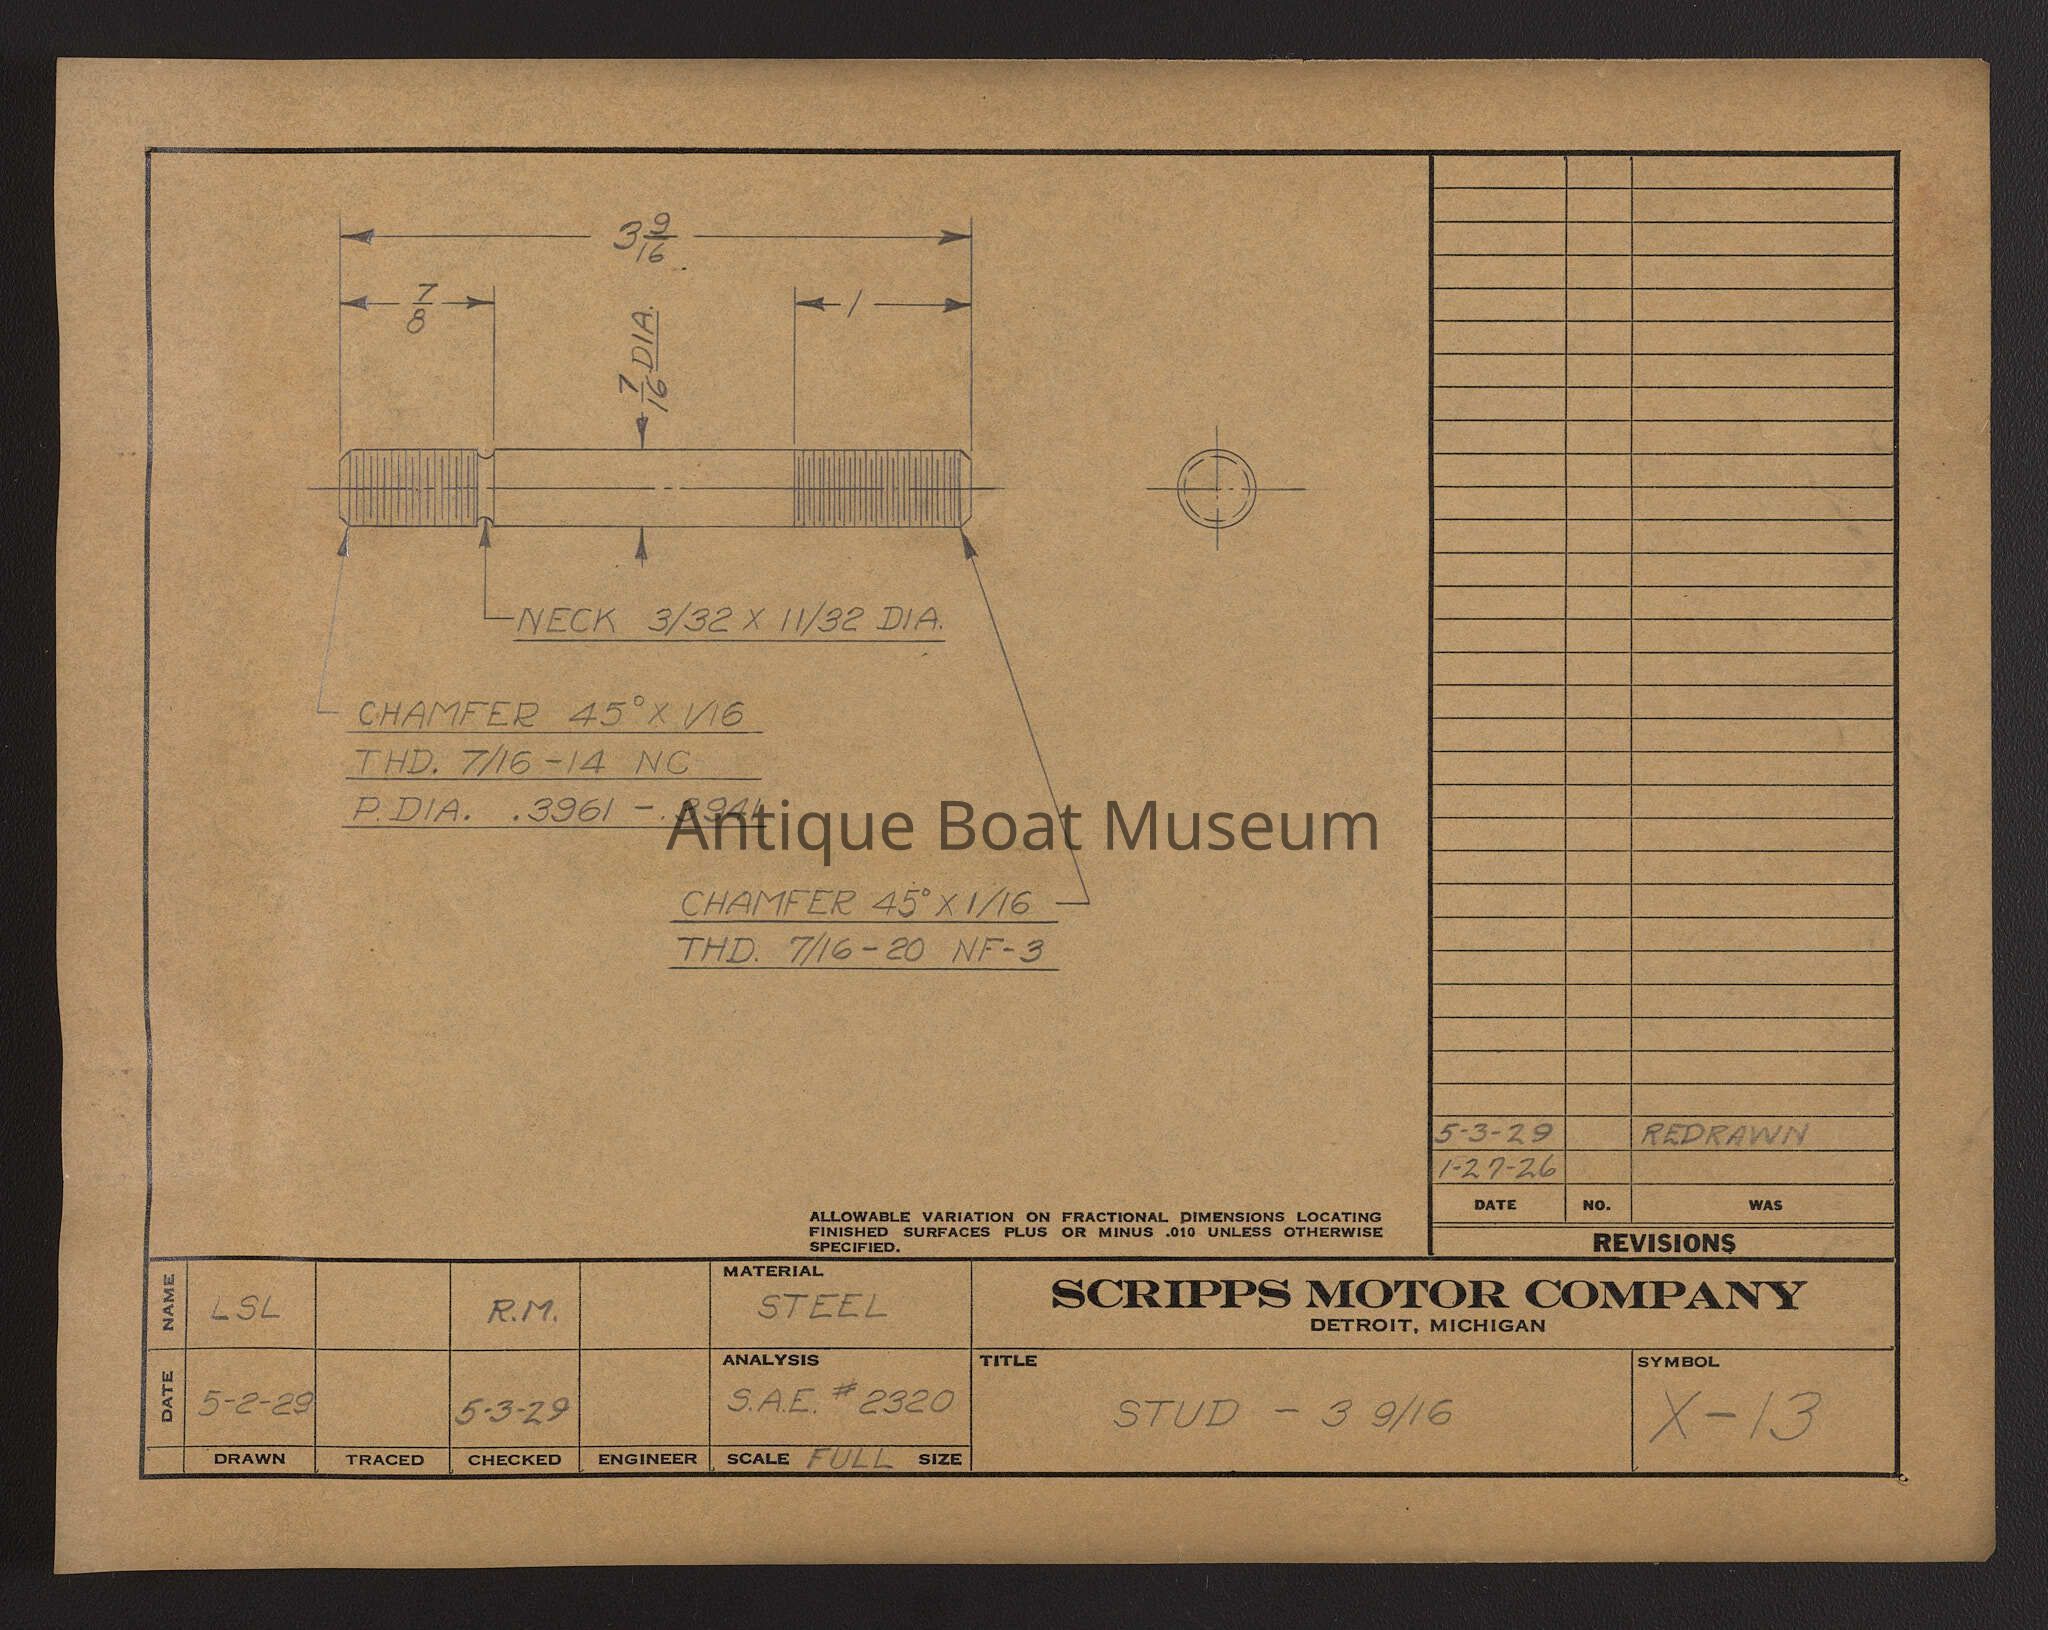 3 9/16
7/8
1
7/16 DIA.
NECK 3/32 X 11/32 DIA.
CHAMFER 45° X 1/16
THD. 7/16-14 NC
P. DIA. .3961 -
Antique Boat Museum
CHAMFER 45° X 1/16
THD. 7/16-20 NF-3
ALLOWABLE VARIATION ON FRACTIONAL DIMENSIONS LOCATING
FINISHED SURFACES PLUS OR MINUS .010 UNLESS OTHERWISE
SPECIFIED.
5-3-29 REDRAWN
1-27-26
DATE NO. WAS
REVISIONS
NAME LSL R.M.
DATE 5-2-29 5-3-29
DRAWN TRACED CHECKED ENGINEER
MATERIAL
STEEL
ANALYSIS
S.A.E. #2320
SCALE FULL SIZE
SCRIPPS MOTOR COMPANY
DETROIT, MICHIGAN
TITLE
STUD - 3 9/16
SYMBOL
X-13